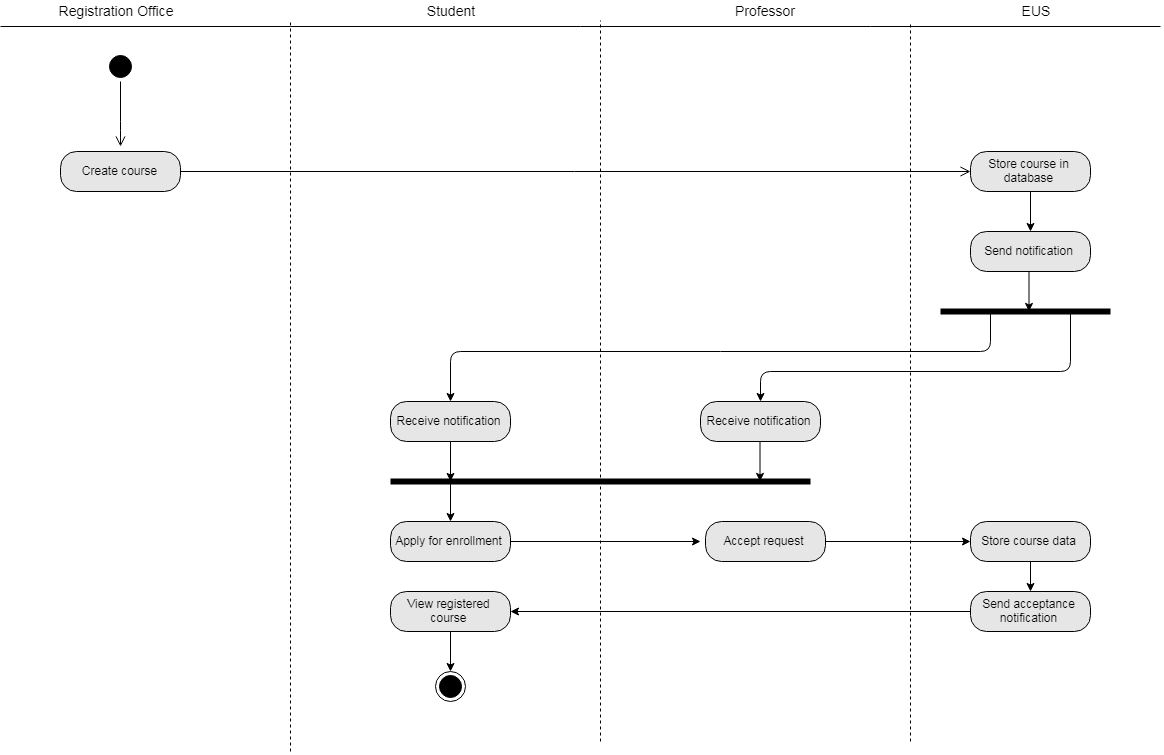 Registration Office
Student
Professor
EUS
Create course
Store course in
database
Send notification
Receive notification
Receive notification
Apply for enrollment
Accept request
Store course data
View registered
course
Send acceptance
notification